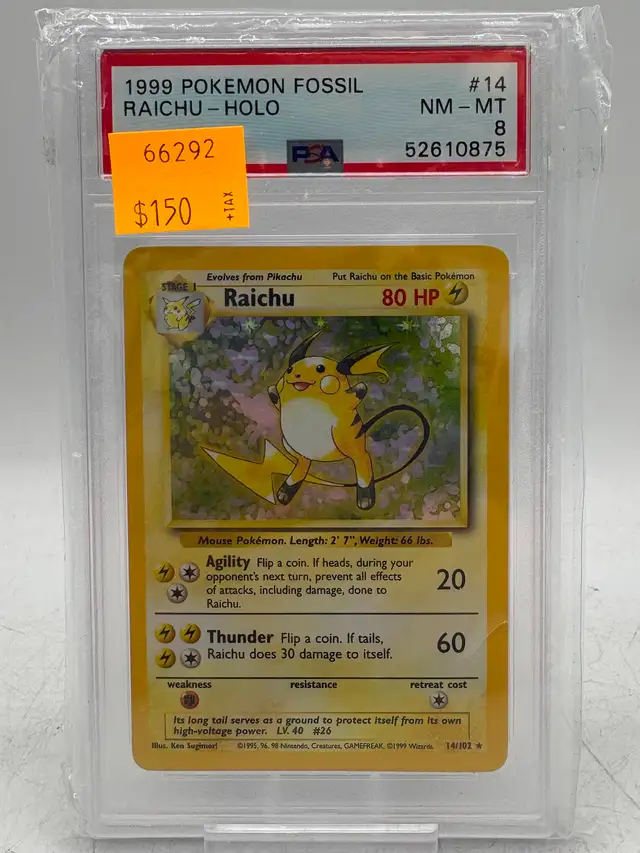 1999 POKEMON FOSSIL #14
RAICHU - HOLO NM - MT
8
PSA 52610875
66292
$150 +TAX
Evolves from Pikachu Put Raichu on the Basic Pokémon
STAGE 1
Raichu 80 HP
Mouse Pokémon. Length: 2' 7", Weight: 66 lbs.
Agility Flip a coin. If heads, during your
opponent's next turn, prevent all effects
of attacks, including damage, done to
Raichu.
20
Thunder Flip a coin. If tails,
Raichu does 30 damage to itself.
60
weakness resistance retreat cost
Its long tail serves as a ground to protect itself from its own
high-voltage power. LV. 40 #26
Illus. Ken Sugimori ©1995, 96, 98 Nintendo, Creatures, GAMEFREAK. ©1999 Wizards. 14/102